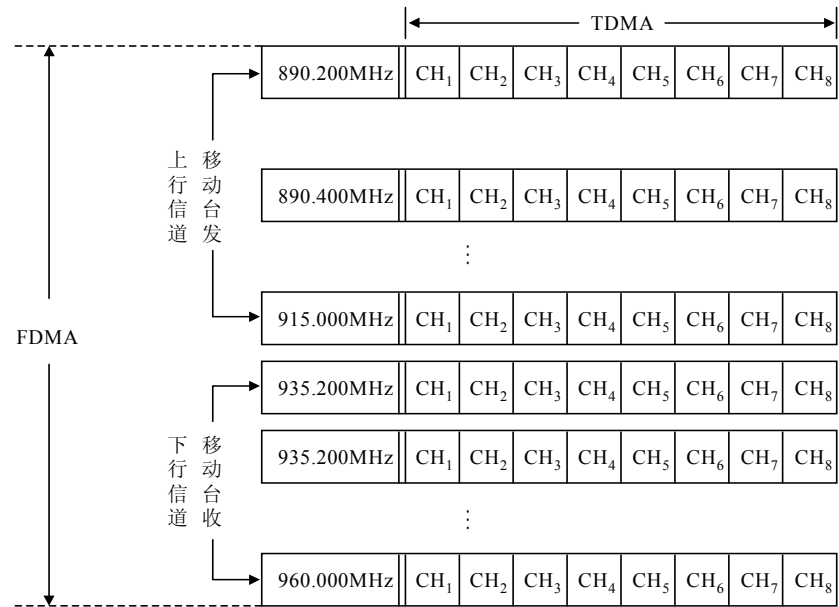 TDMA
890.200MHz CH₁ CH₂ CH₃ CH₄ CH₅ CH₆ CH₇ CH₈
上行信道
移动台发
890.400MHz CH₁ CH₂ CH₃ CH₄ CH₅ CH₆ CH₇ CH₈
⋮
915.000MHz CH₁ CH₂ CH₃ CH₄ CH₅ CH₆ CH₇ CH₈
FDMA
935.200MHz CH₁ CH₂ CH₃ CH₄ CH₅ CH₆ CH₇ CH₈
下行信道
移动台收
935.200MHz CH₁ CH₂ CH₃ CH₄ CH₅ CH₆ CH₇ CH₈
⋮
960.000MHz CH₁ CH₂ CH₃ CH₄ CH₅ CH₆ CH₇ CH₈